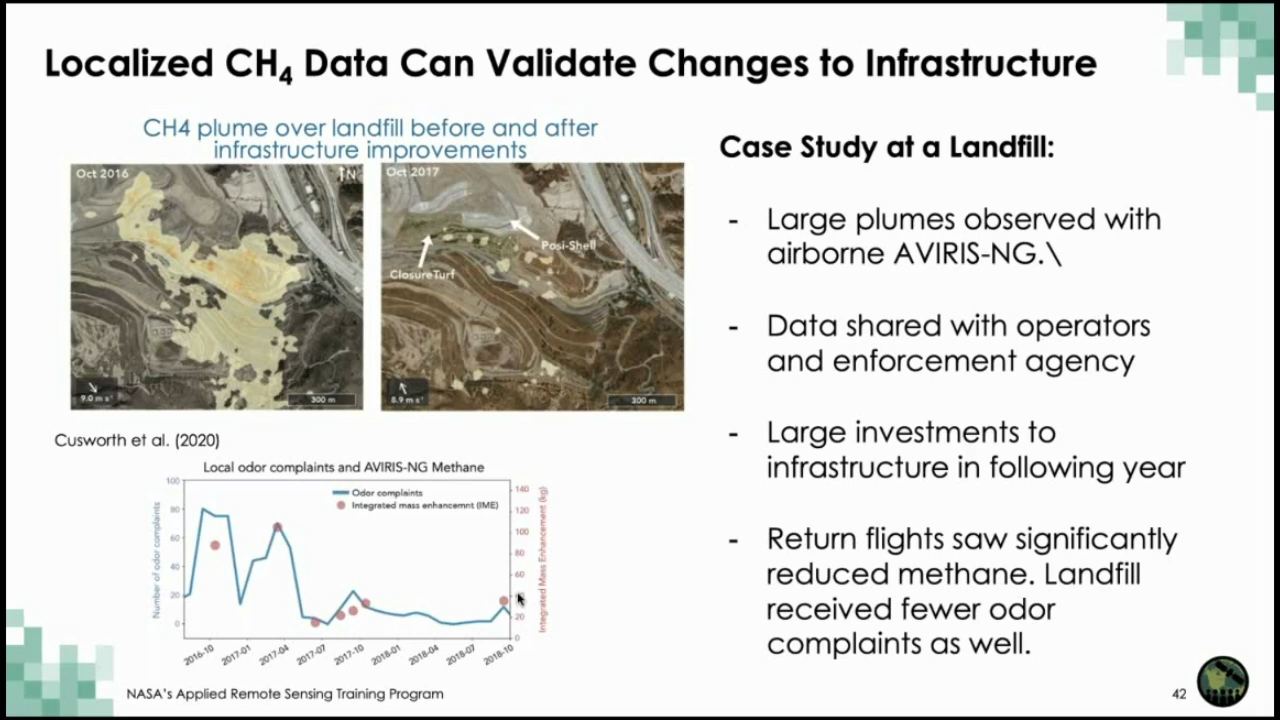 Localized CH4 Data Can Validate Changes to Infrastructure
CH4 plume over landfill before and after
infrastructure improvements
Oct 2016
N
9.0 m s⁻¹
300 m
Oct 2017
Posi-Shell
ClosureTurf
8.9 m s⁻¹
300 m
Cusworth et al. (2020)
Local odor complaints and AVIRIS-NG Methane
Odor complaints
Integrated mass enhancemnt (IME)
Number of odor complaints
100
80
60
40
20
0
Integrated Mass Enhancement (kg)
140
120
100
80
60
40
20
0
2016-10
2017-01
2017-04
2017-07
2017-10
2018-01
2018-04
2018-07
2018-10
Case Study at a Landfill:
- Large plumes observed with
airborne AVIRIS-NG.\
- Data shared with operators
and enforcement agency
- Large investments to
infrastructure in following year
- Return flights saw significantly
reduced methane. Landfill
received fewer odor
complaints as well.
NASA's Applied Remote Sensing Training Program
42